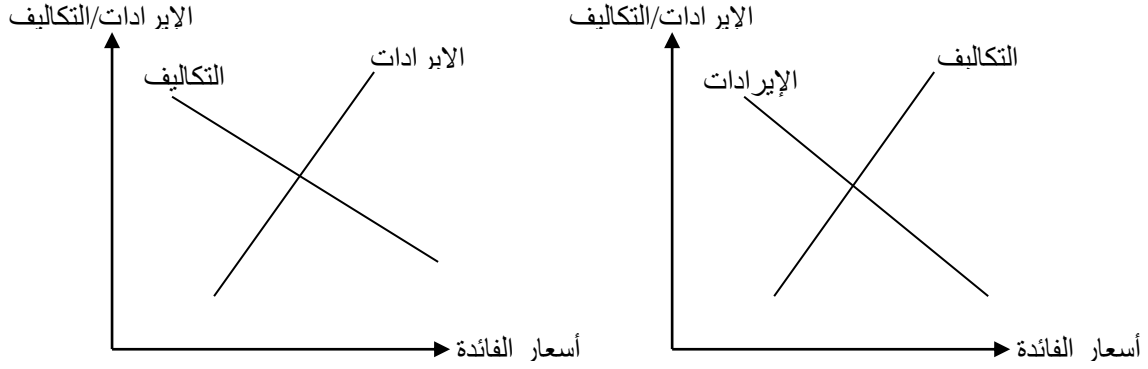 الإيرادات/التكاليف
الإيرادات/التكاليف
التكاليف
الايرادات
الإيرادات
التكاليف
أسعار الفائدة
أسعار الفائدة